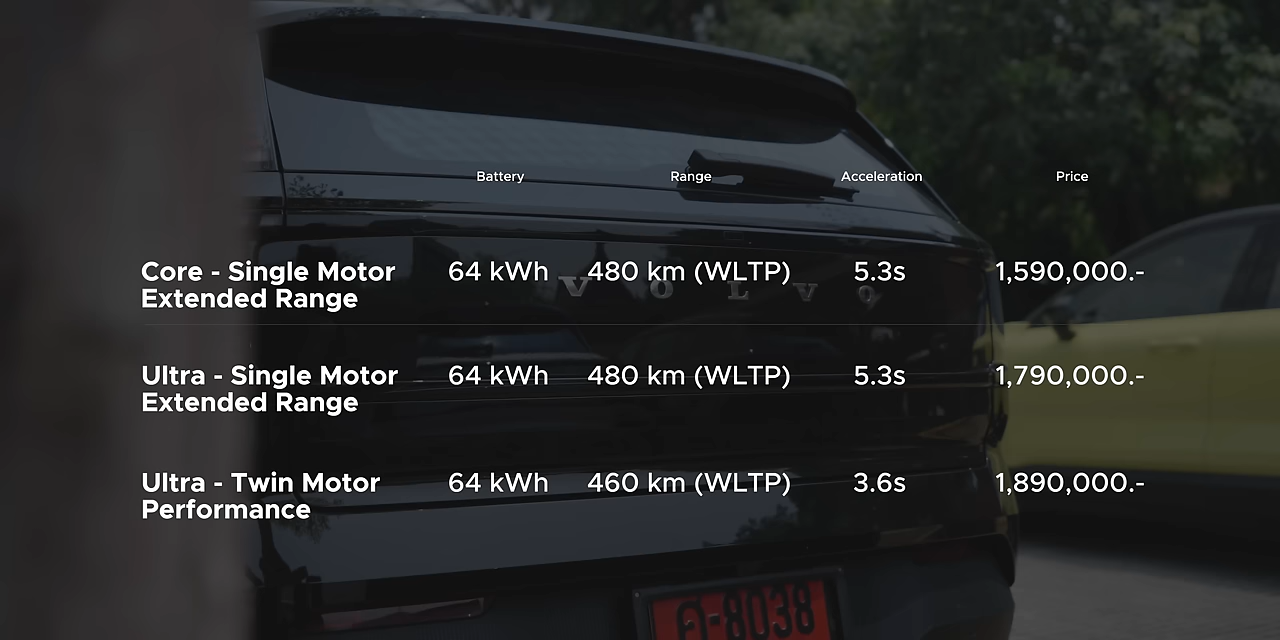 Battery Range Acceleration Price
Core - Single Motor
Extended Range
64 kWh 480 km (WLTP) 5.3s 1,590,000.-
VOLVO
Ultra - Single Motor
Extended Range
64 kWh 480 km (WLTP) 5.3s 1,790,000.-
Ultra - Twin Motor
Performance
64 kWh 460 km (WLTP) 3.6s 1,890,000.-
-8038